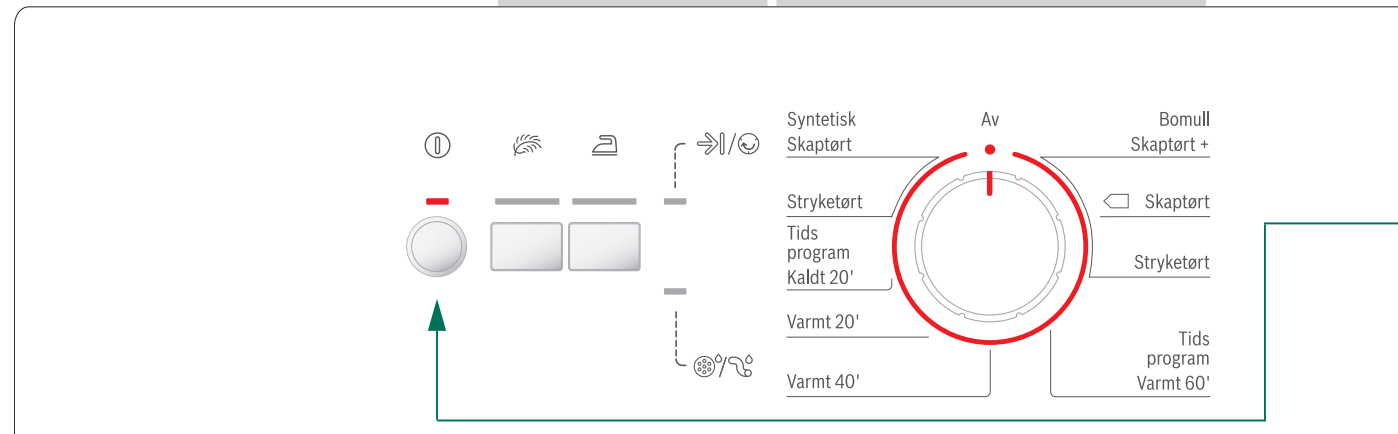 Syntetisk
Skaptørt
Stryketørt
Tids
program
Kaldt 20'
Varmt 20'
Varmt 40'
Av
Bomull
Skaptørt +
Skaptørt
Stryketørt
Tids
program
Varmt 60'